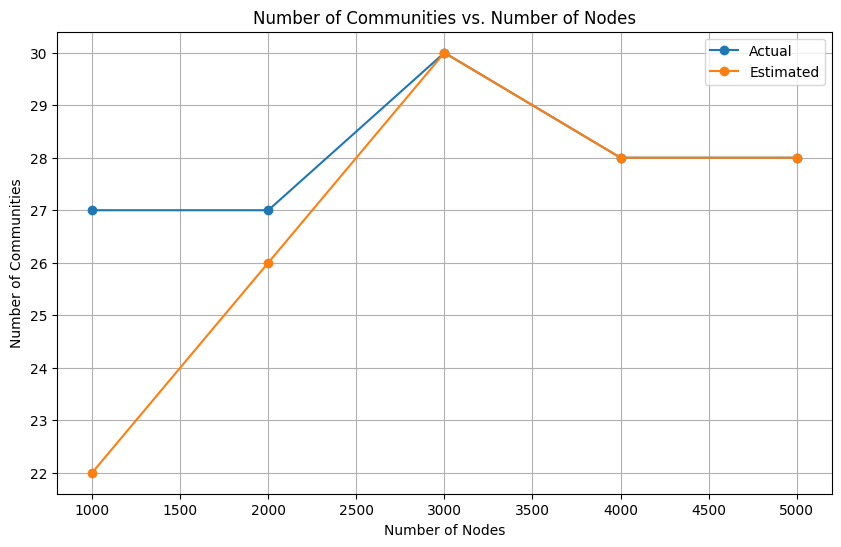 Number of Communities vs. Number of Nodes
Actual
Estimated
Number of Communities
30
29
28
27
26
25
24
23
22
1000 1500 2000 2500 3000 3500 4000 4500 5000
Number of Nodes